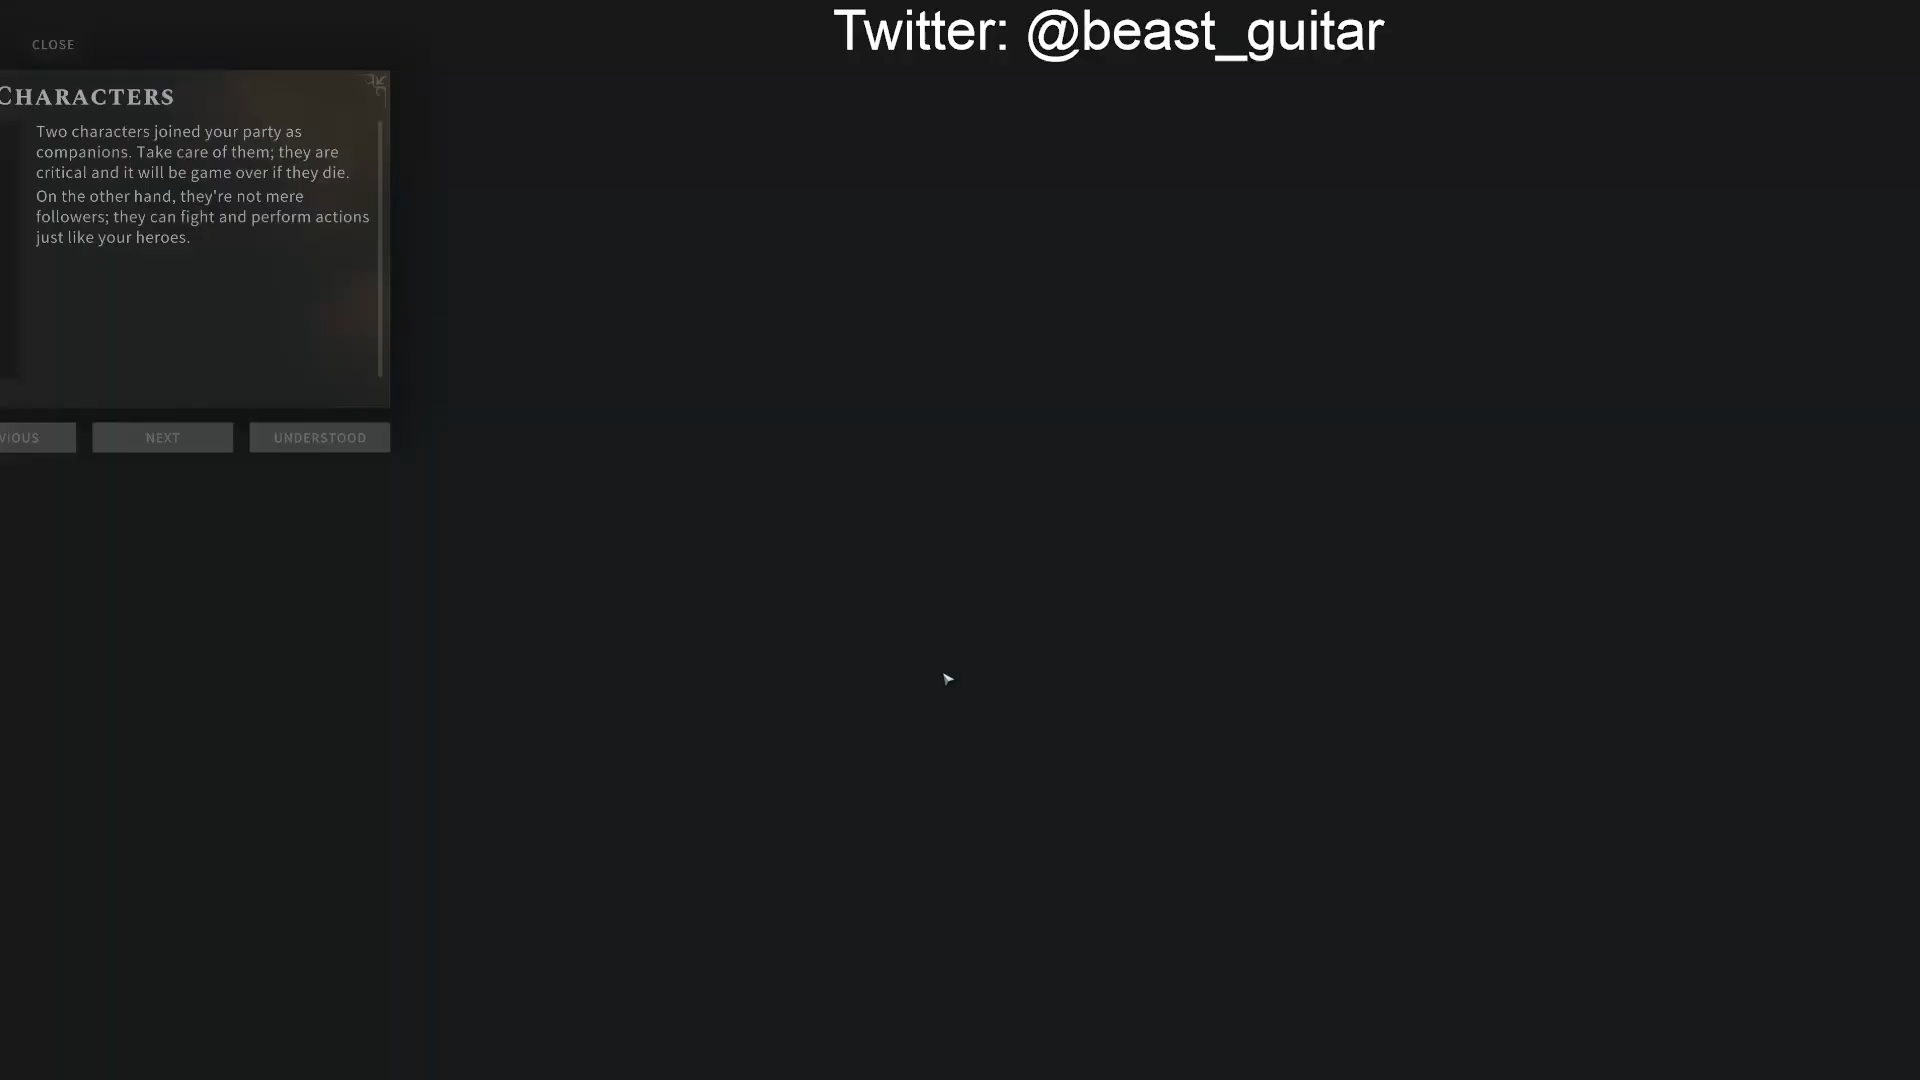 Twitter: @beast_guitar
CLOSE
CHARACTERS
Two characters joined your party as
companions. Take care of them; they are
critical and it will be game over if they die.
On the other hand, they're not mere
followers; they can fight and perform actions
just like your heroes.
VIOUS
NEXT
UNDERSTOOD